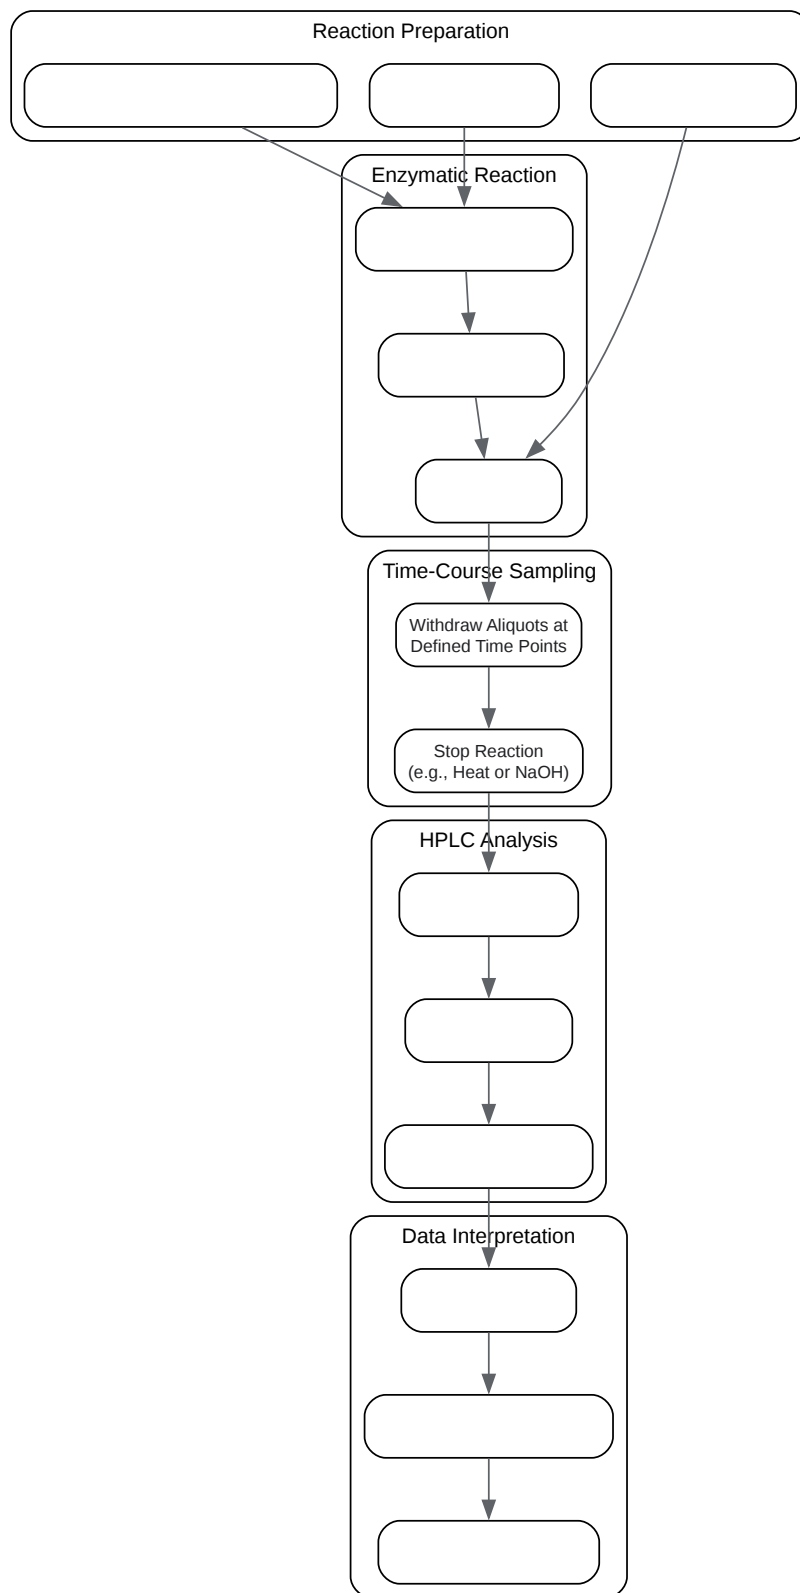 Reaction Preparation
Enzymatic Reaction
Time-Course Sampling
Withdraw Aliquots at
Defined Time Points
Stop Reaction
(e.g., Heat or NaOH)
HPLC Analysis
Data Interpretation